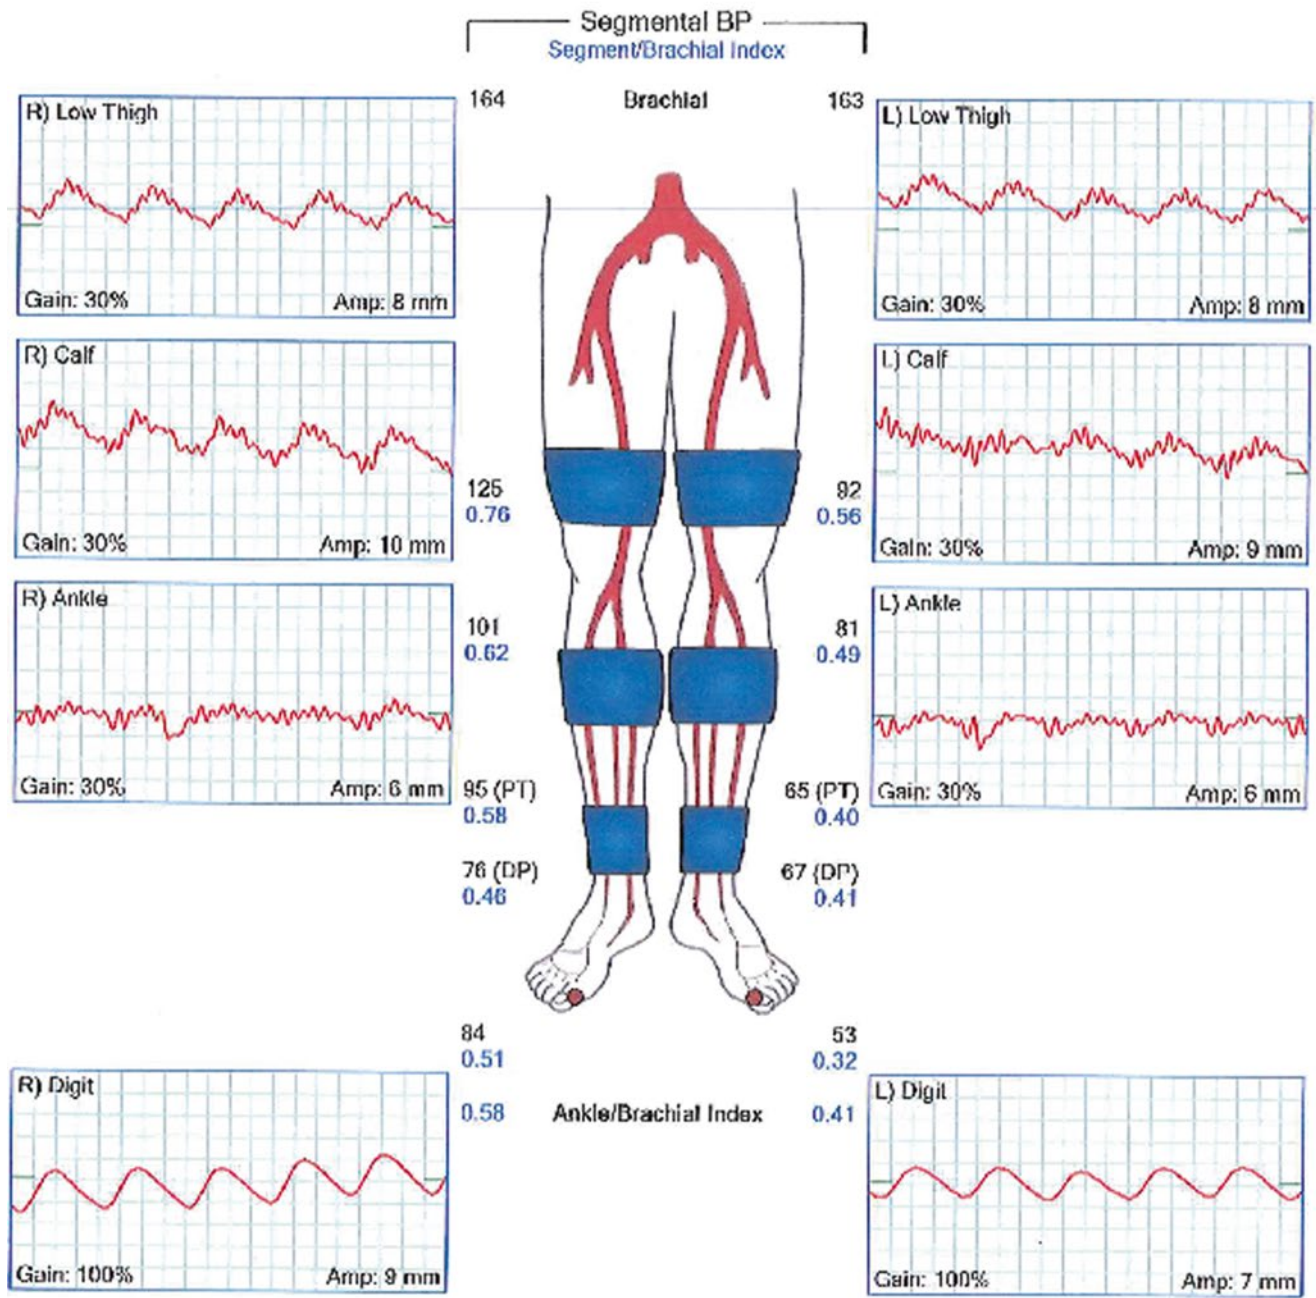 Segmental BP
Segment/Brachial Index
164 Brachial 163
R) Low Thigh
Gain: 30% Amp: 8 mm
L) Low Thigh
Gain: 30% Amp: 8 mm
R) Calf
Gain: 30% Amp: 10 mm
125
0.76
92
0.56
L) Calf
Gain: 30% Amp: 9 mm
R) Ankle
Gain: 30% Amp: 6 mm
101
0.62
81
0.49
L) Ankle
Gain: 30% Amp: 6 mm
95 (PT)
0.58
65 (PT)
0.40
76 (DP)
0.46
67 (DP)
0.41
84
0.51
53
0.32
0.58 Ankle/Brachial Index 0.41
R) Digit
Gain: 100% Amp: 9 mm
L) Digit
Gain: 100% Amp: 7 mm